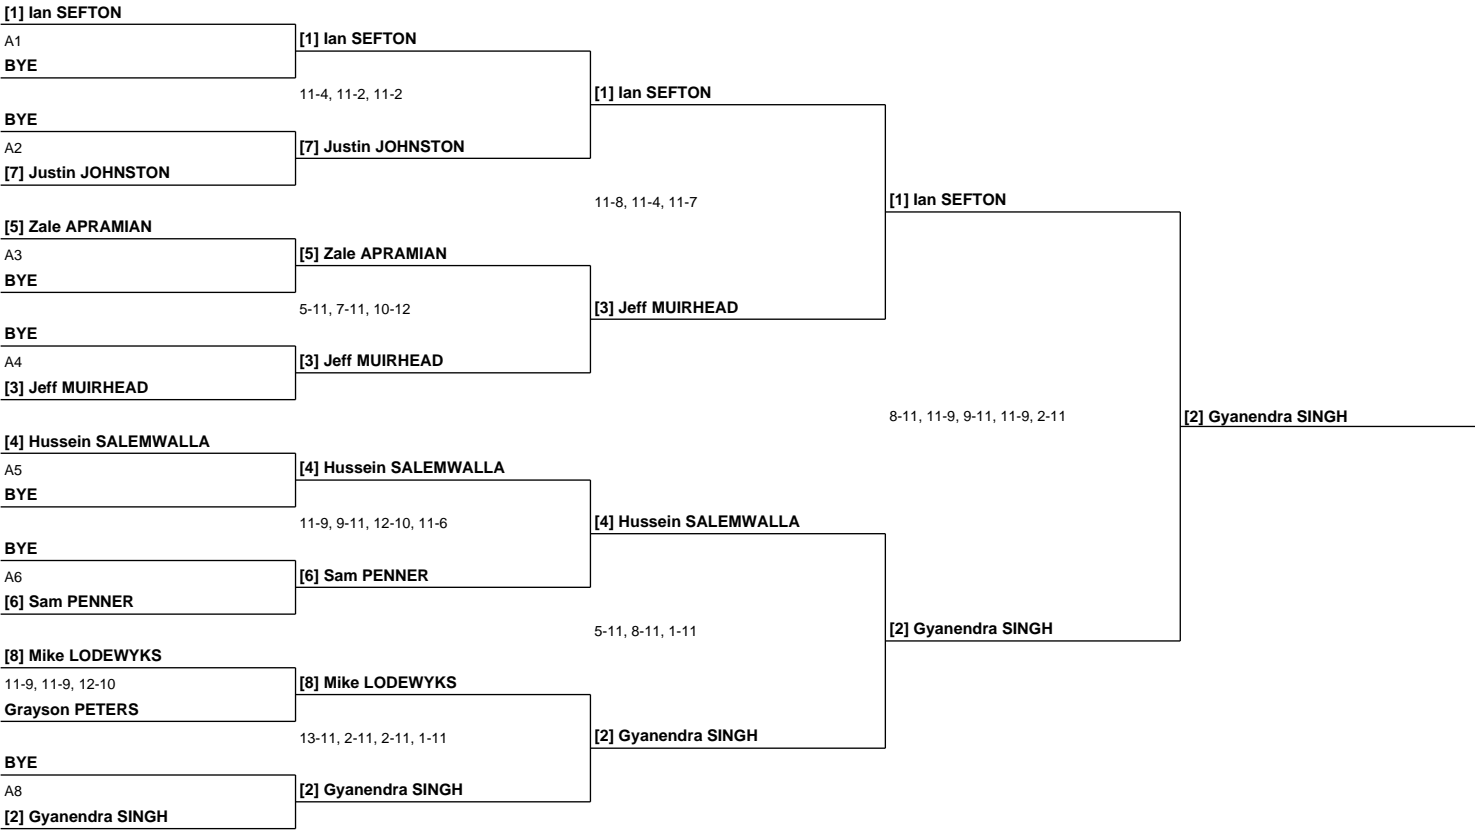 [1] Ian SEFTON
A1
BYE
[1] Ian SEFTON
11-4, 11-2, 11-2
BYE
A2
[7] Justin JOHNSTON
[7] Justin JOHNSTON
[1] Ian SEFTON
11-8, 11-4, 11-7
[5] Zale APRAMIAN
A3
BYE
[5] Zale APRAMIAN
5-11, 7-11, 10-12
BYE
A4
[3] Jeff MUIRHEAD
[3] Jeff MUIRHEAD
[3] Jeff MUIRHEAD
[1] Ian SEFTON
8-11, 11-9, 9-11, 11-9, 2-11
[2] Gyanendra SINGH
[4] Hussein SALEMWALLA
A5
BYE
[4] Hussein SALEMWALLA
11-9, 9-11, 12-10, 11-6
BYE
A6
[6] Sam PENNER
[6] Sam PENNER
[4] Hussein SALEMWALLA
5-11, 8-11, 1-11
[2] Gyanendra SINGH
[8] Mike LODEWYKS
11-9, 11-9, 12-10
Grayson PETERS
[8] Mike LODEWYKS
13-11, 2-11, 2-11, 1-11
[2] Gyanendra SINGH
BYE
A8
[2] Gyanendra SINGH
[2] Gyanendra SINGH